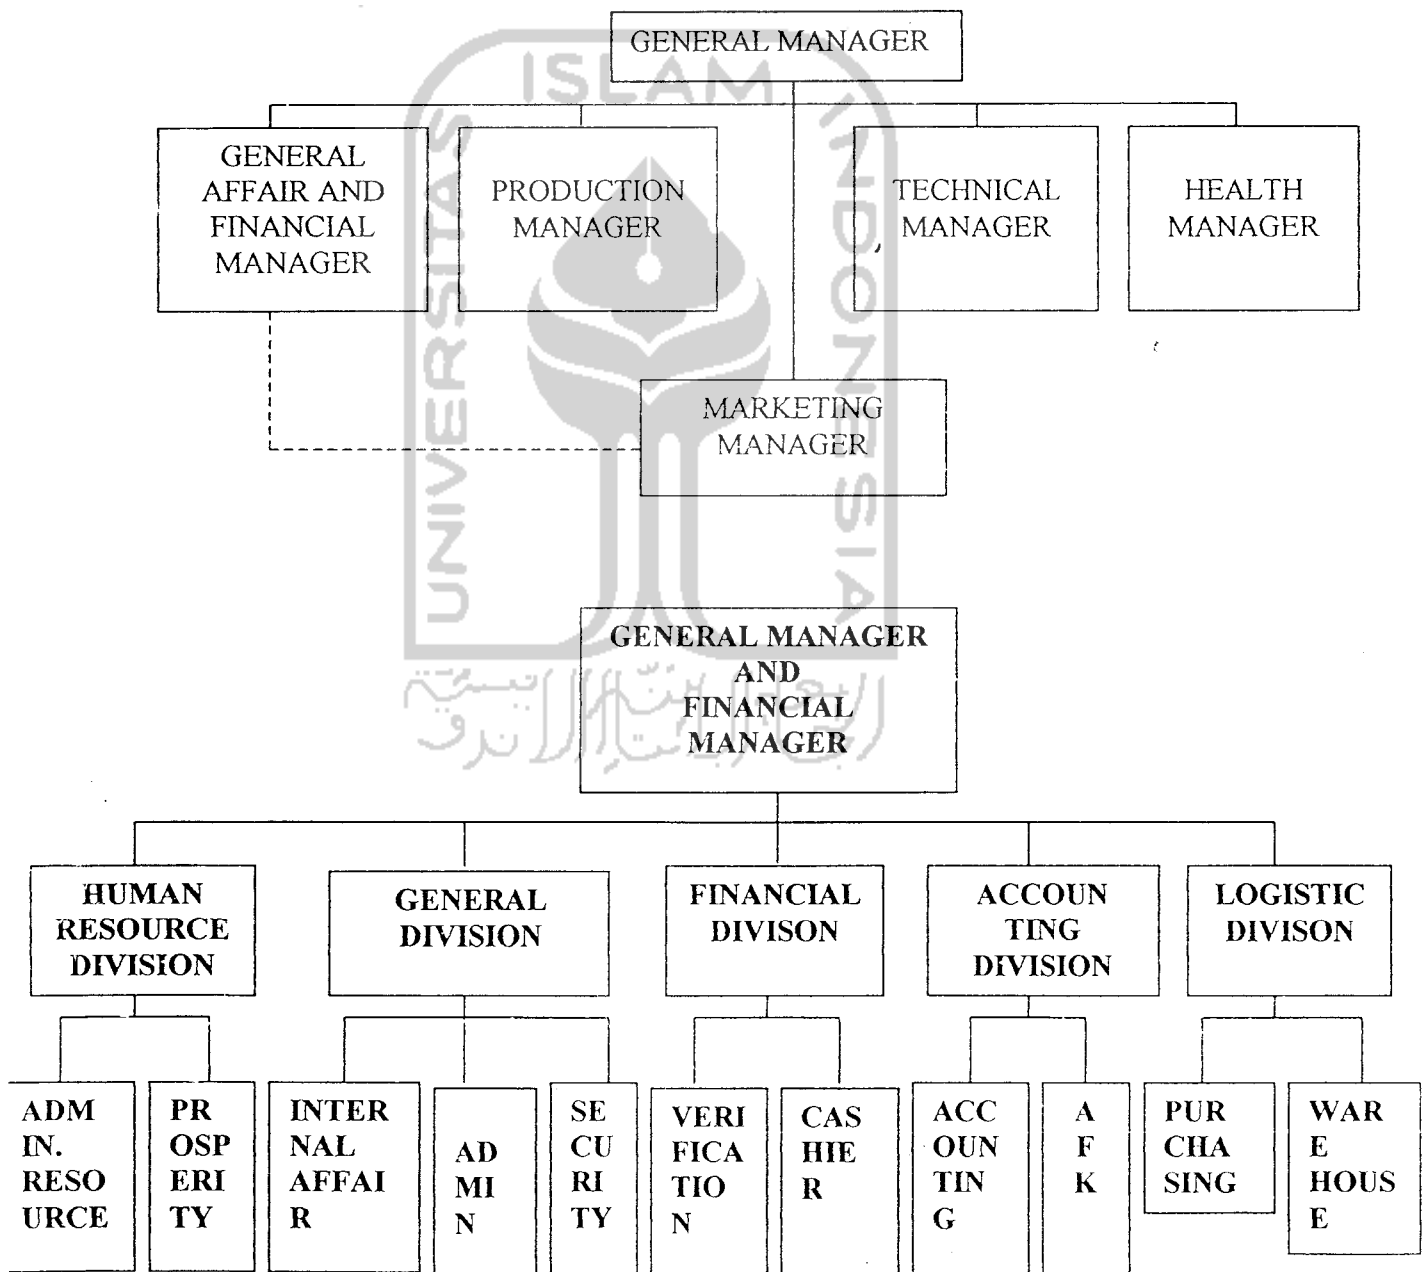 GENERAL MANAGER
ISLAM
UNIVERSITAS
INDONESIA
GENERAL
AFFAIR AND
FINANCIAL
MANAGER
PRODUCTION
MANAGER
TECHNICAL
MANAGER
HEALTH
MANAGER
MARKETING
MANAGER
GENERAL MANAGER
AND
FINANCIAL
MANAGER
HUMAN
RESOURCE
DIVISION
GENERAL
DIVISION
FINANCIAL
DIVISON
ACCOUN
TING
DIVISION
LOGISTIC
DIVISON
ADM
IN.
RESO
URCE
PR
OSP
ERI
TY
INTER
NAL
AFFAI
R
AD
MI
N
SE
CU
RI
TY
VERI
FICA
TIO
N
CAS
HIE
R
ACC
OUN
TIN
G
A
F
K
PUR
CHA
SING
WAR
E
HOUS
E